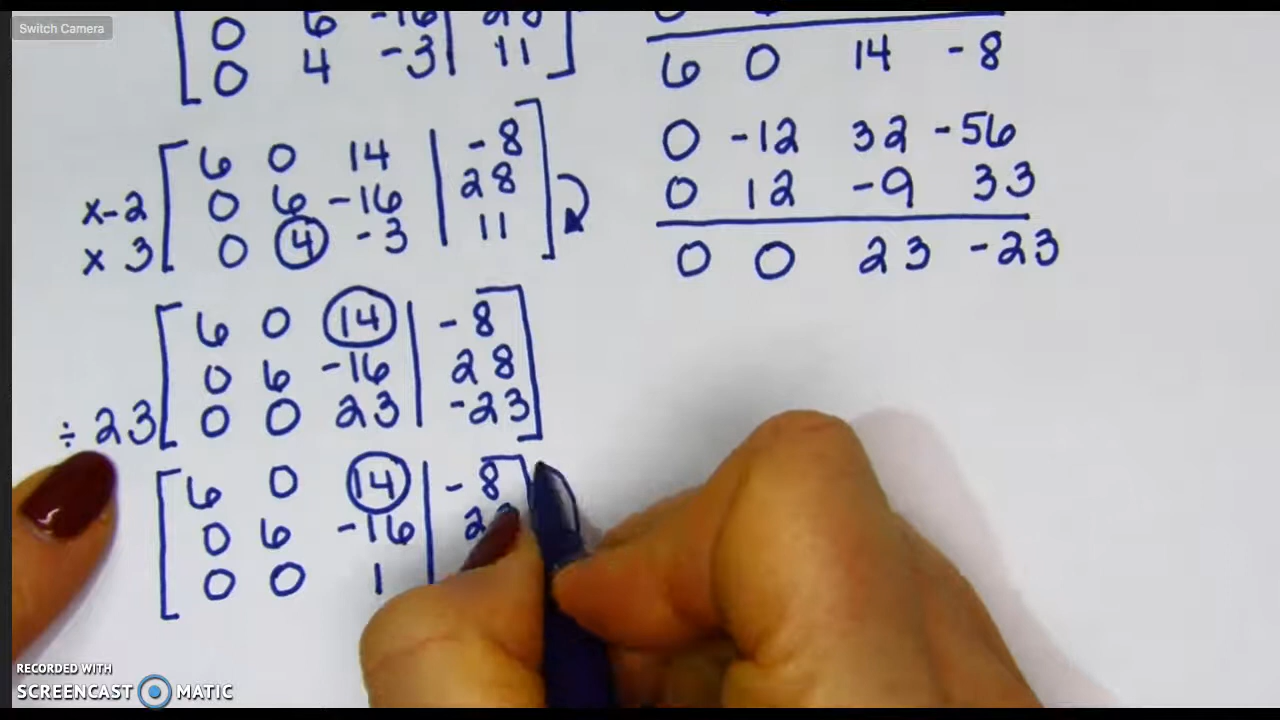 Switch Camera
0 6 -16 | 28
0 4 -3 | 11
6 0 14 -8
6 0 14 | -8
x-2 0 6 -16 | 28
x 3 0 4 -3 | 11
0 -12 32 -56
0 12 -9 33
0 0 23 -23
6 0 14 | -8
0 6 -16 | 28
÷ 23 0 0 23 | -23
6 0 14 | -8
0 6 -16 | 2
0 0 1 |
RECORDED WITH
SCREENCAST MATIC